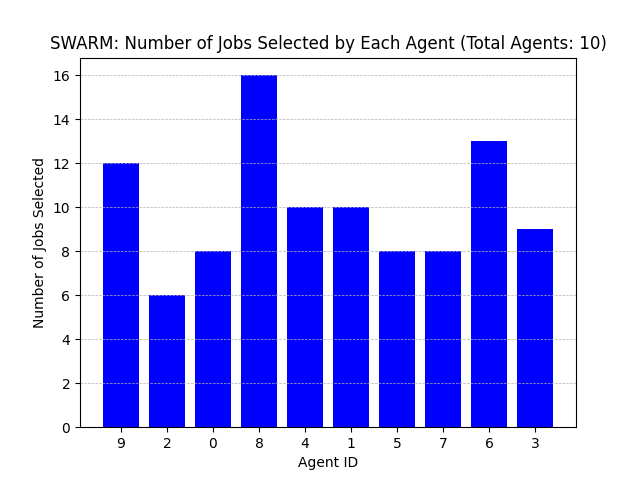 SWARM: Number of Jobs Selected by Each Agent (Total Agents: 10)
Number of Jobs Selected
16
14
12
10
8
6
4
2
0
9 2 0 8 4 1 5 7 6 3
Agent ID